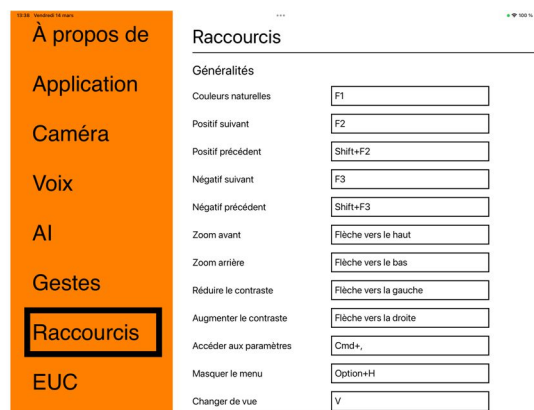 13:38 Vendredi 14 mars
100 %
À propos de
Application
Caméra
Voix
AI
Gestes
Raccourcis
EUC
Raccourcis
Généralités
Couleurs naturelles F1
Positif suivant F2
Positif précédent Shift+F2
Négatif suivant F3
Négatif précédent Shift+F3
Zoom avant Flèche vers le haut
Zoom arrière Flèche vers le bas
Réduire le contraste Flèche vers la gauche
Augmenter le contraste Flèche vers la droite
Accéder aux paramètres Cmd+,
Masquer le menu Option+H
Changer de vue V